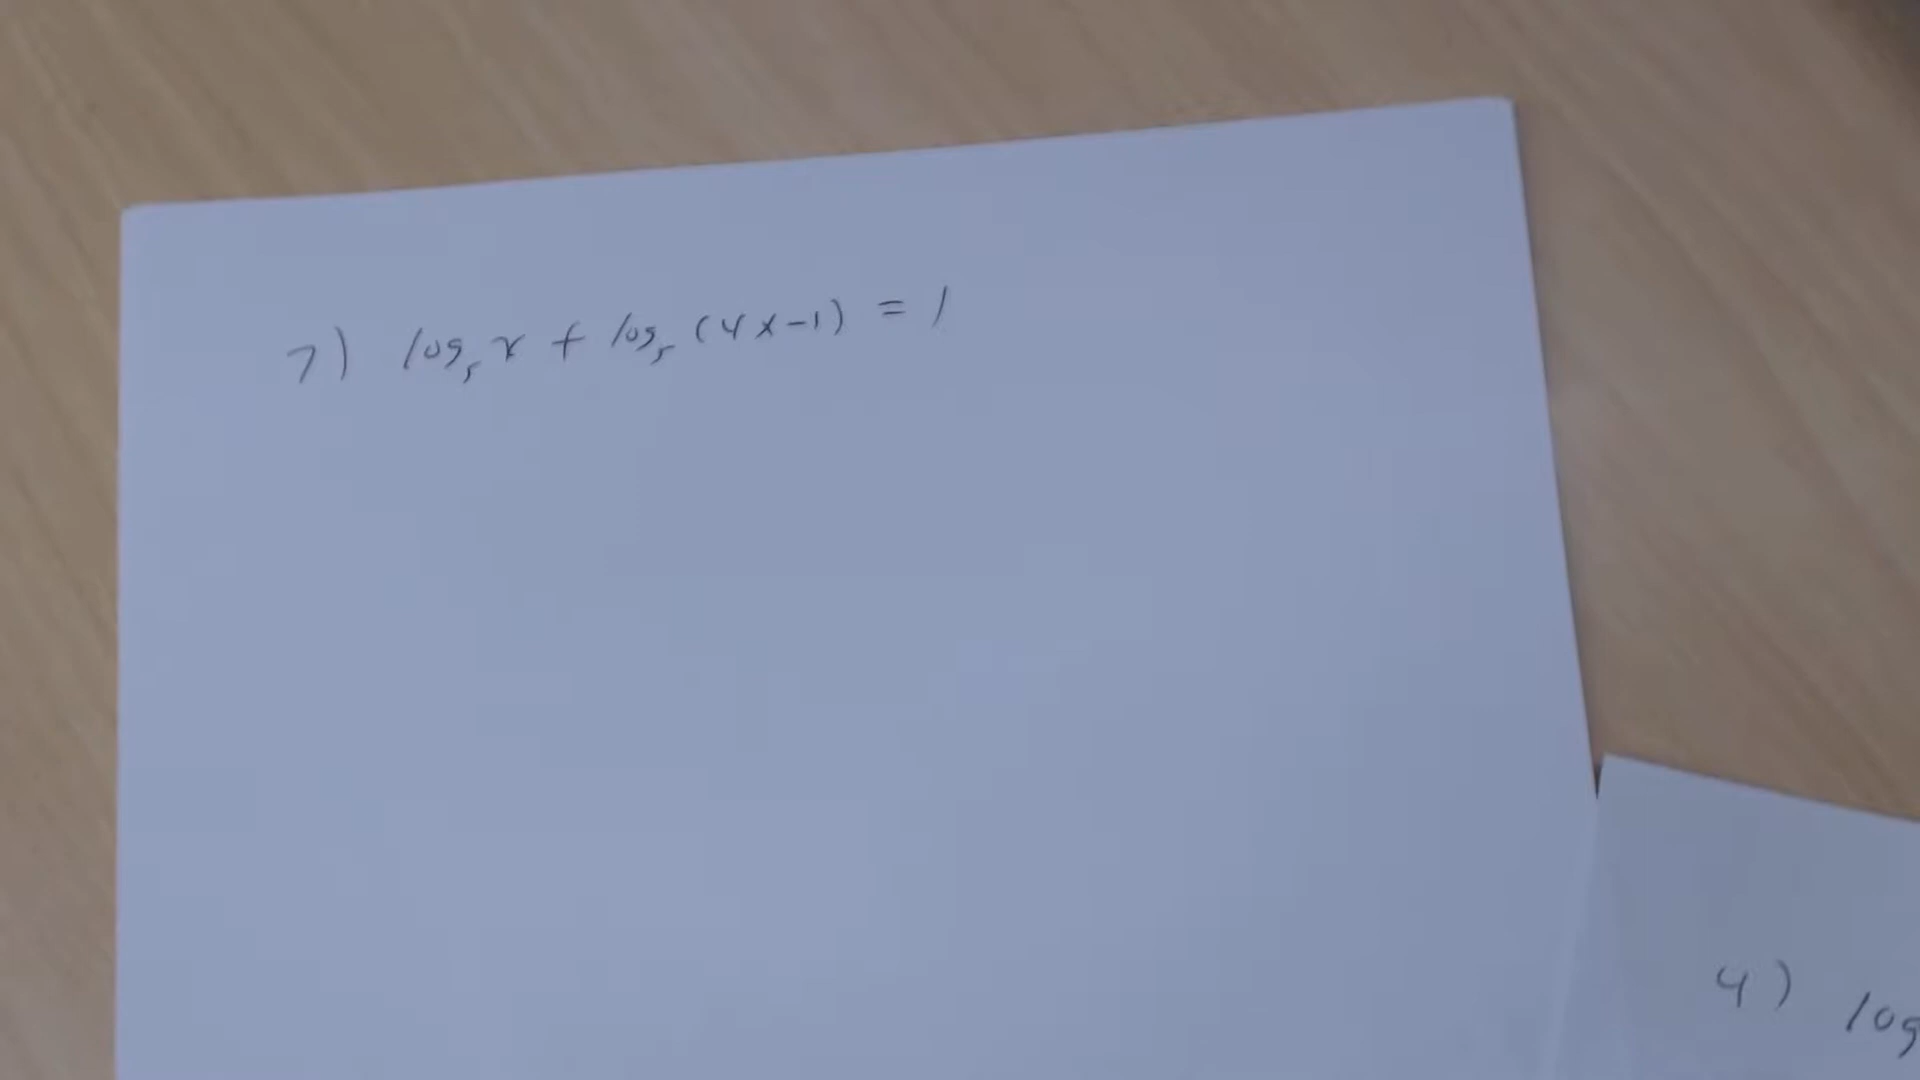 7) log₅ x + log₅ (4x-1) = 1
4) log